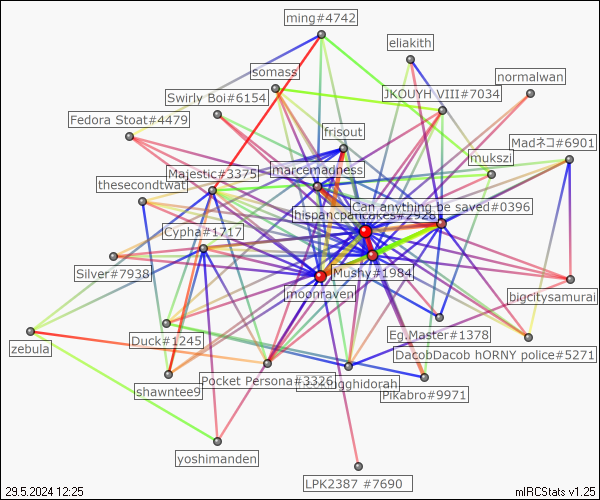 ming#4742
eliakith
somass
normalwan
JKOUYH VIII#7034
Swirly Boi#6154
Fedora Stoat#4479
frisout
Madネコ#6901
mukszi
marcemadness
Majestic#3375
thesecondtwat
Can anything be saved#0396
hispancpancakes#2928
Cypha#1717
Silver#7938
Mushy#1984
moonraven
bigcitysamurai
Eg.Master#1378
zebula
Duck#1245
DacobDacob hORNY police#5271
Pocket Persona#3326
gghidorah
shawntee9
Pikabro#9971
yoshimanden
LPK2387 #7690
29.5.2024 12:25
mIRCStats v1.25